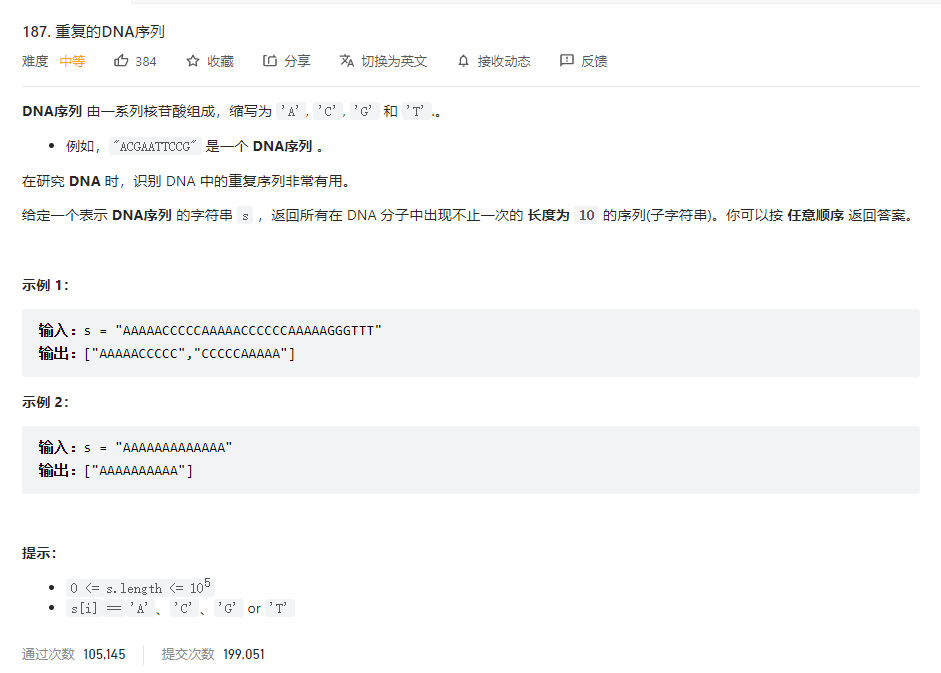 187. 重复的DNA序列
难度 中等 384 收藏 分享 切换为英文 接收动态 反馈
DNA序列 由一系列核苷酸组成，缩写为 'A', 'C', 'G' 和 'T'.。
• 例如， "ACGAATTCCG" 是一个 DNA序列 。
在研究 DNA 时，识别 DNA 中的重复序列非常有用。
给定一个表示 DNA序列 的字符串 s ，返回所有在 DNA 分子中出现不止一次的 长度为 10 的序列(子字符串)。你可以按 任意顺序 返回答案。
示例 1：
输入：s = "AAAAACCCCCAAAAACCCCCCAAAAAGGGTTT"
输出：["AAAAACCCCC","CCCCCAAAAA"]
示例 2：
输入：s = "AAAAAAAAAAAAA"
输出：["AAAAAAAAAA"]
提示：
• 0 <= s.length <= 10⁵
• s[i] == 'A'、'C'、'G' or 'T'
通过次数 105,145 提交次数 199,051